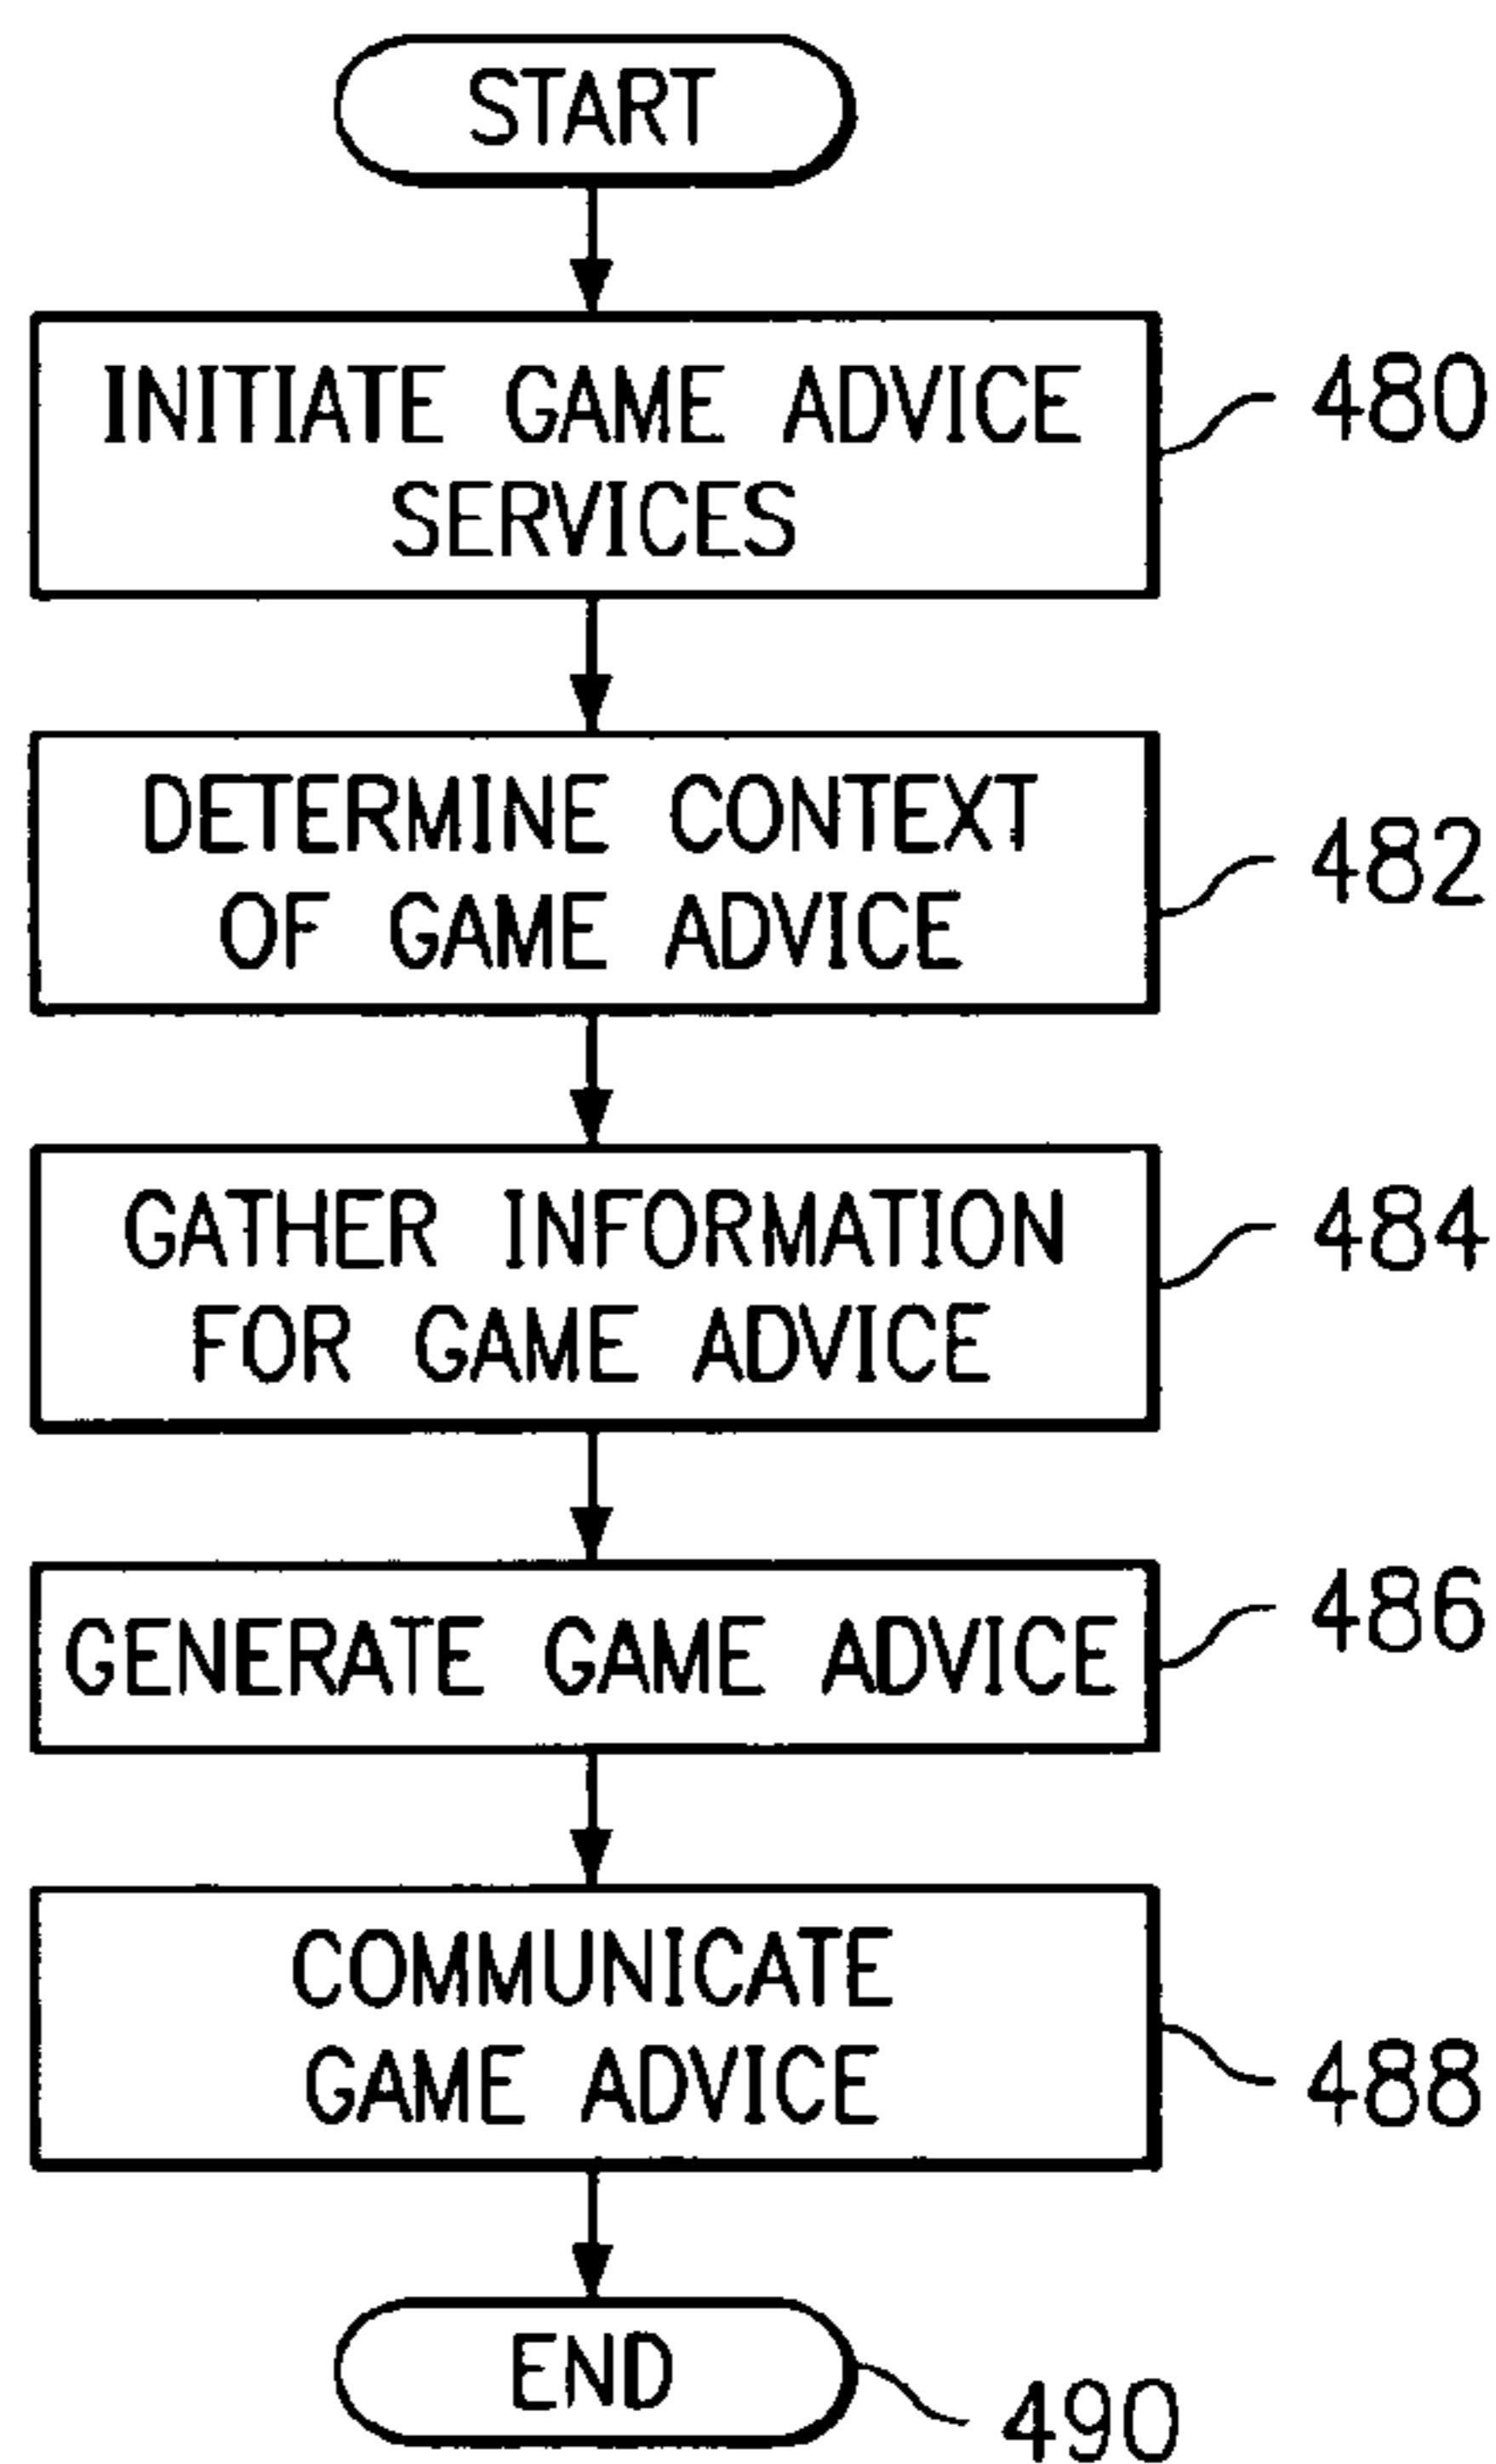 START
INITIATE GAME ADVICE
SERVICES
480
DETERMINE CONTEXT
OF GAME ADVICE
482
GATHER INFORMATION
FOR GAME ADVICE
484
GENERATE GAME ADVICE
486
COMMUNICATE
GAME ADVICE
488
END
490